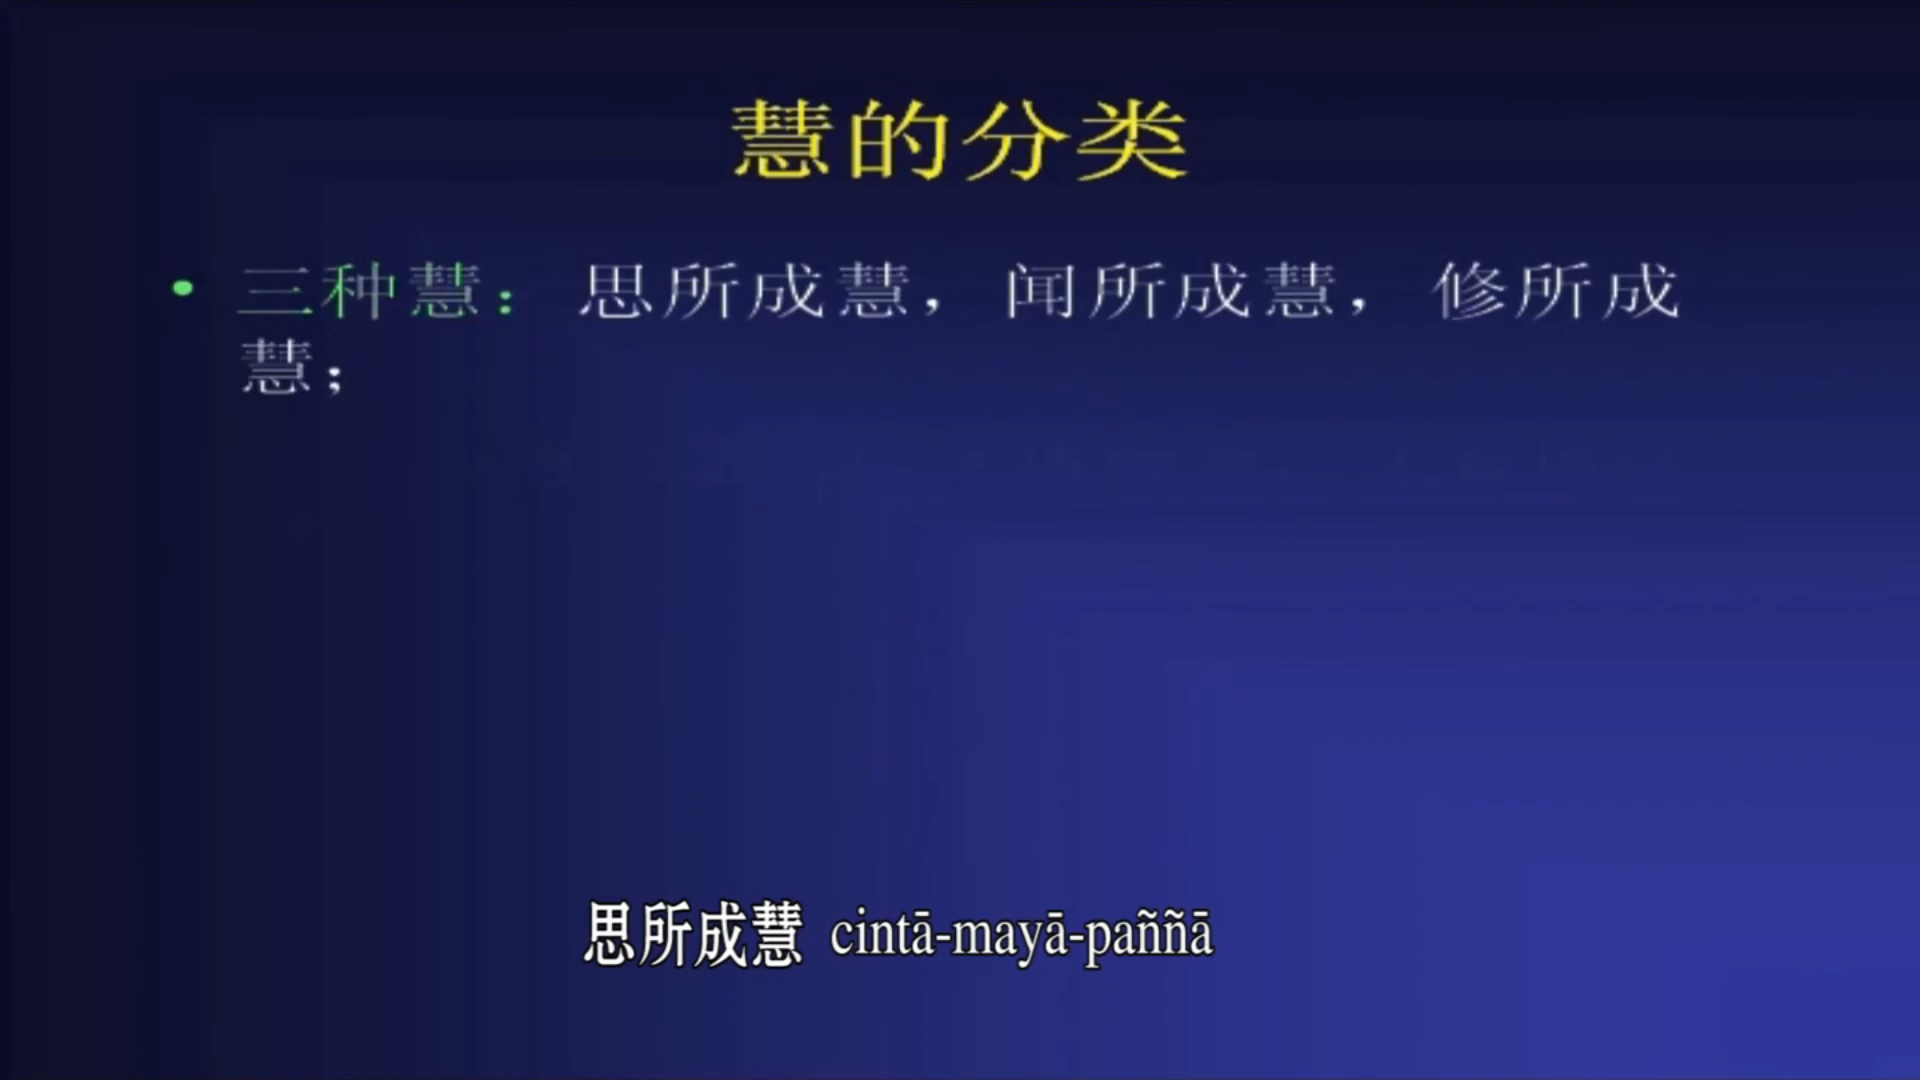 慧的分类
• 三种慧： 思所成慧，闻所成慧，修所成
慧；
思所成慧 cintā-mayā-paññā